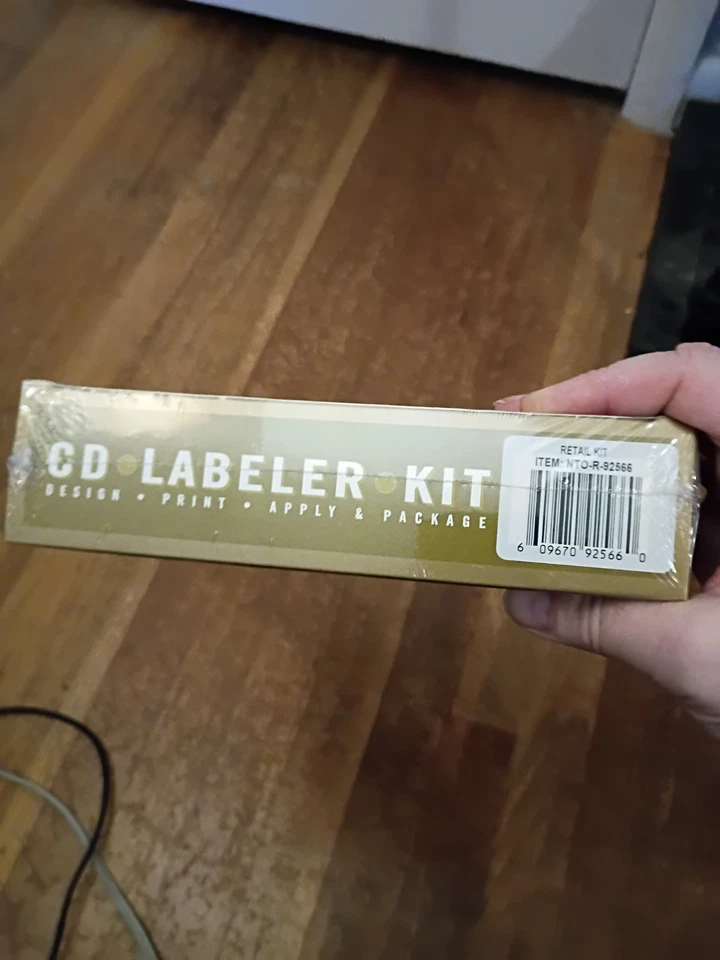 CD • LABELER • KIT
DESIGN • PRINT • APPLY & PACKAGE
RETAIL KIT
ITEM: NTO-R-92566
6 09670 92566 0